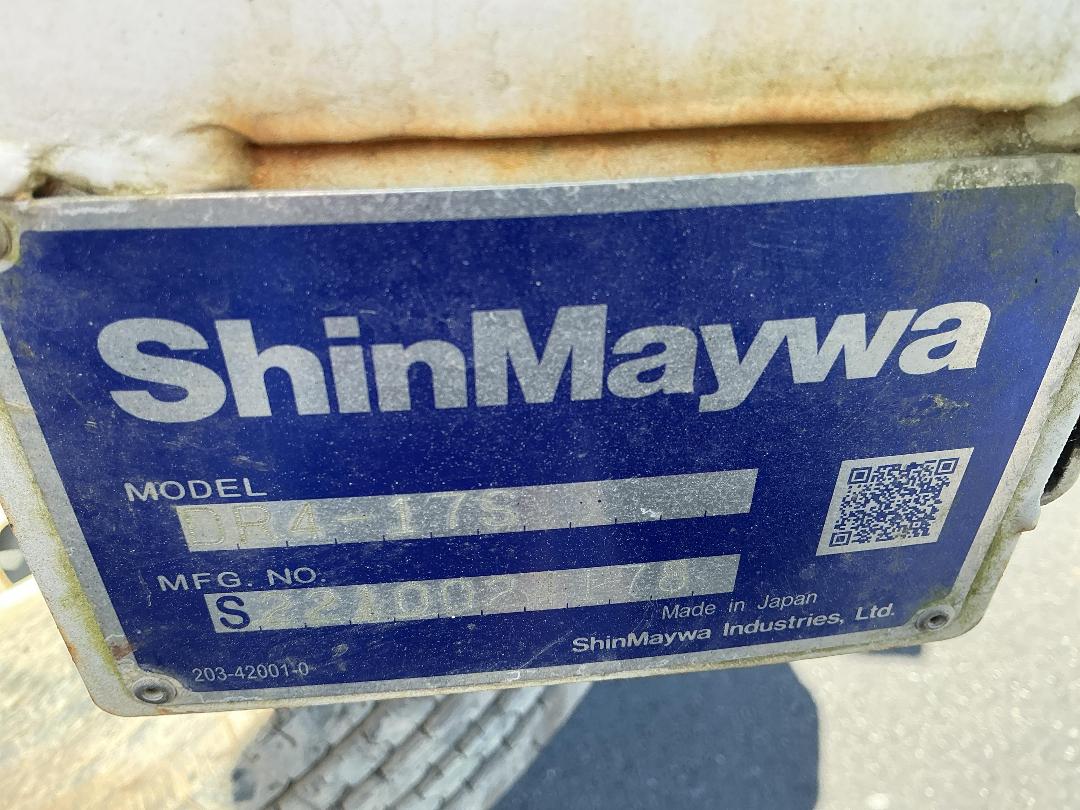 ShinMaywa
MODEL
DR4-17S
MFG. NO.
S
Made in Japan
ShinMaywa Industries, Ltd.
203-42001-0